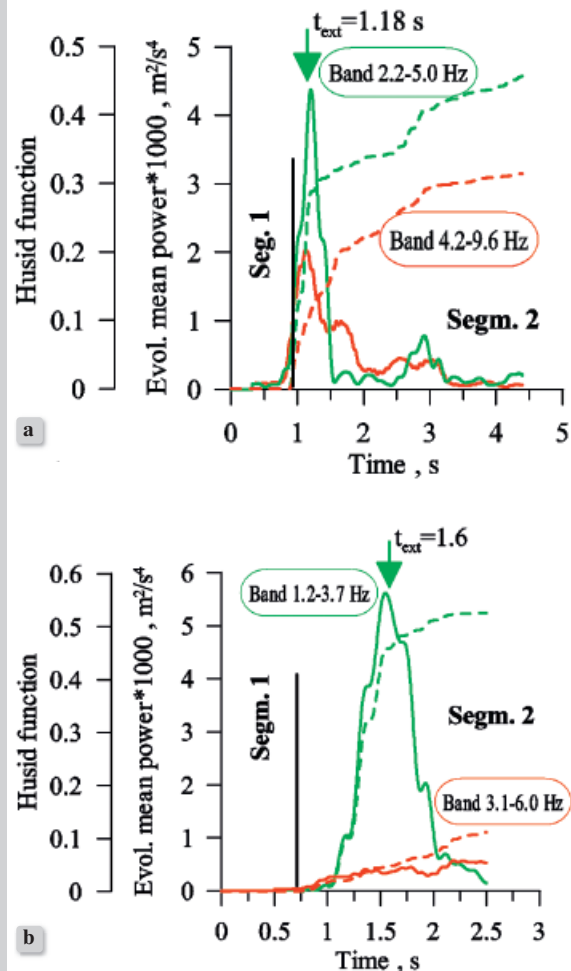 t_ext=1.18 s
Band 2.2-5.0 Hz
Band 4.2-9.6 Hz
Seg. 1
Segm. 2
Husid function
0.5
0.4
0.3
0.2
0.1
0
Evol. mean power*1000 , m²/s⁴
5
4
3
2
1
0
0 1 2 3 4 5
Time , s
a
t_ext=1.6
Band 1.2-3.7 Hz
Band 3.1-6.0 Hz
Segm. 1
Segm. 2
Husid function
0.6
0.5
0.4
0.3
0.2
0.1
0
Evol. mean power*1000 , m²/s⁴
6
5
4
3
2
1
0
0 0.5 1 1.5 2 2.5 3
Time , s
b